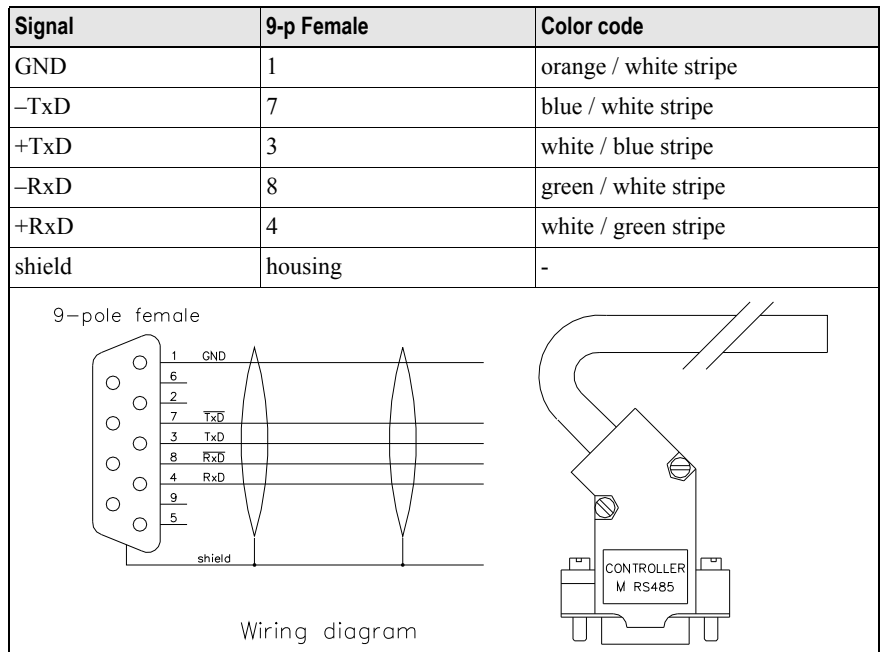 Signal 9-p Female Color code
GND 1 orange / white stripe
–TxD 7 blue / white stripe
+TxD 3 white / blue stripe
–RxD 8 green / white stripe
+RxD 4 white / green stripe
shield housing -
9-pole female
1 GND
6
2
7 T̅x̅D̅
3 TxD
8 R̅x̅D̅
4 RxD
9
5
shield
CONTROLLER
M RS485
Wiring diagram